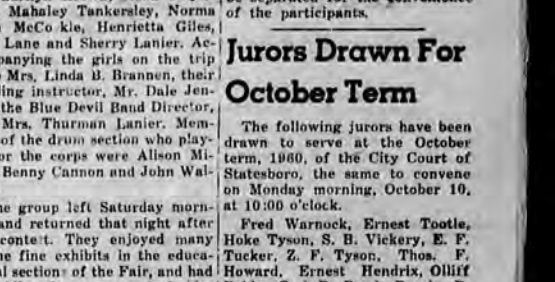 Mahaley Tankersley, Norma
McCo kle, Henrietta Giles,
Lane and Sherry Lanier. Ac-
panying the girls on the trip
Mrs. Linda B. Brannen, their
ling instructor, Mr. Dale Jen-
the Blue Devil Band Director,
Mrs. Thurman Lanier. Mem-
of the drum section who play-
or the corps were Alison Mi-
Benny Cannon and John Wal-
he group left Saturday morn-
and returned that night after
contest. They enjoyed many
he fine exhibits in the educa-
al sections of the Fair, and had
of the participants.
Jurors Drawn For
October Term
The following jurors have been
drawn to serve at the October
term, 1960, of the City Court of
Statesboro, the same to convene
on Monday morning, October 10,
at 10:00 o'clock.
Fred Warnock, Ernest Tootle,
Hoke Tyson, S. B. Vickery, E. F.
Tucker, Z. F. Tyson, Thos. F.
Howard, Ernest Hendrix, Olliff